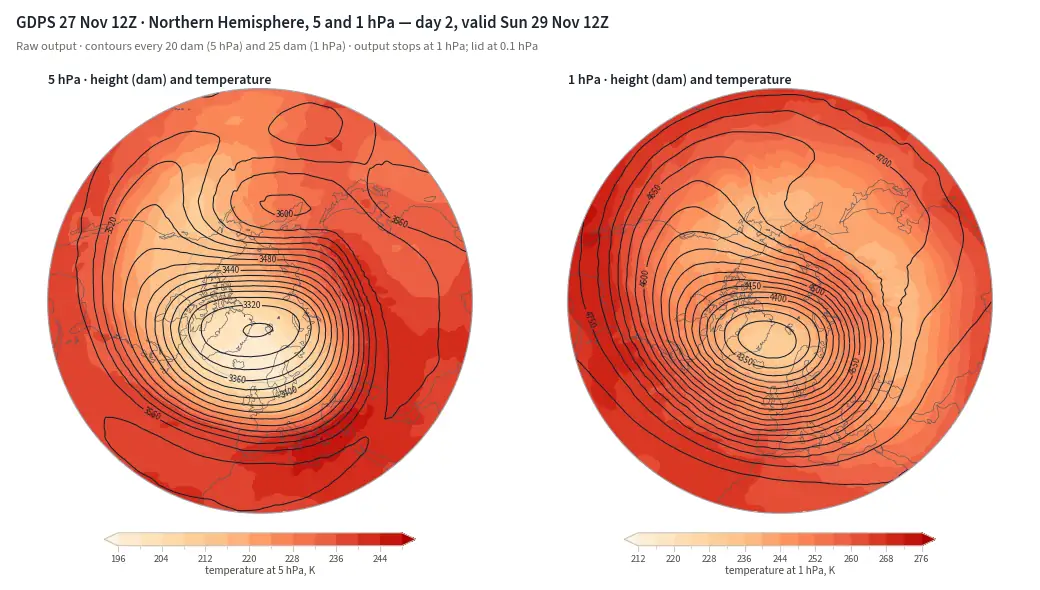 GDPS 27 Nov 12Z · Northern Hemisphere, 5 and 1 hPa — day 2, valid Sun 29 Nov 12Z
Raw output · contours every 20 dam (5 hPa) and 25 dam (1 hPa) · output stops at 1 hPa; lid at 0.1 hPa
5 hPa · height (dam) and temperature
3520
3600
3560
3480
3440
3320
3360
3400
3560
196 204 212 220 228 236 244
temperature at 5 hPa, K
1 hPa · height (dam) and temperature
4700
4650
4600
4450
4500
4400
4750
4350
212 220 228 236 244 252 260 268 276
temperature at 1 hPa, K